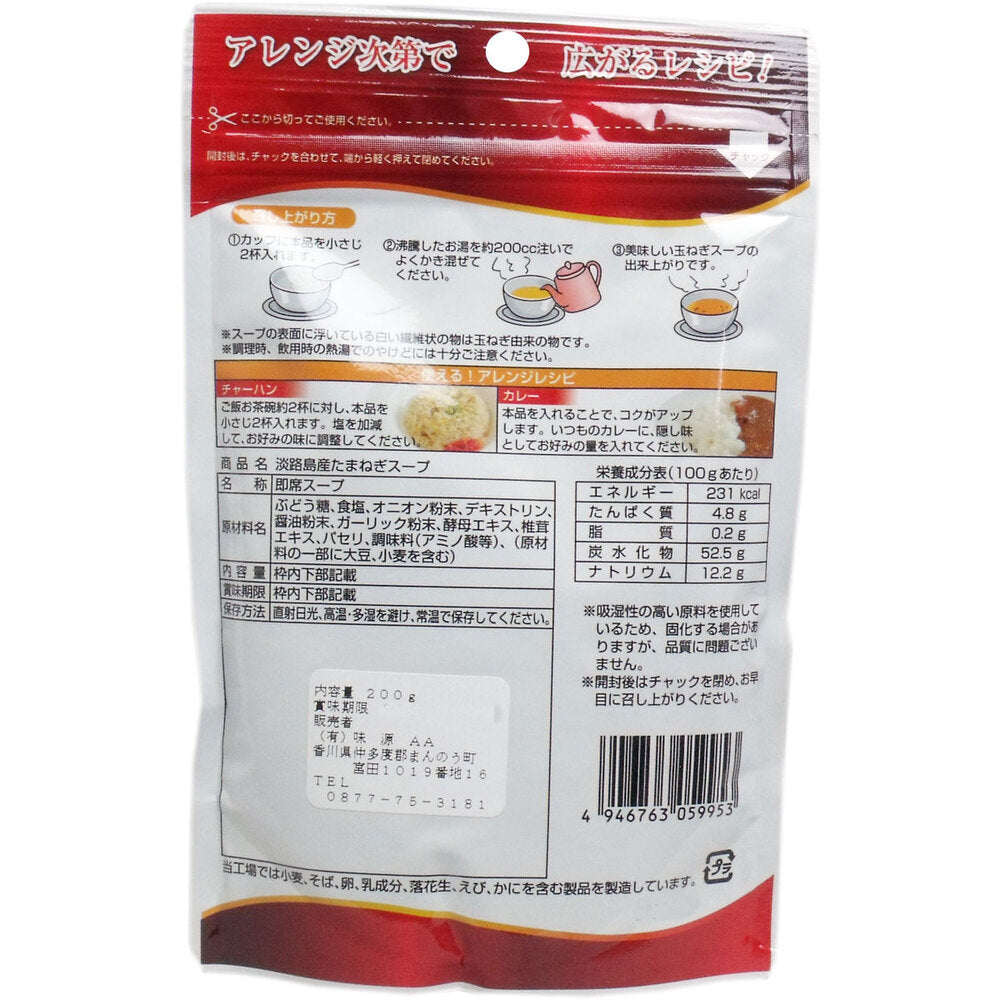 アレンジ次第で 広がるレシピ!
ここから切ってご使用ください。
チャック
開封後は、チャックを合わせて、端から軽く押えて閉めてください。
召し上がり方
①カップに本品を小さじ
2杯入れます。
②沸騰したお湯を約200cc注いで
よくかき混ぜて
ください。
③美味しい玉ねぎスープの
出来上がりです。
※スープの表面に浮いている白い繊維状の物は玉ねぎ由来の物です。
※調理時、飲用時の熱湯でのやけどには十分ご注意ください。
使える!アレンジレシピ
チャーハン
ご飯お茶碗約2杯に対し、本品を
小さじ2杯入れます。塩を加減
して、お好みの味に調整してください。
カレー
本品を入れることで、コクがアップ
します。いつものカレーに、隠し味
としてお好みの量を入れてください。
商品名 淡路島産たまねぎスープ
名称 即席スープ
原材料名 ぶどう糖、食塩、オニオン粉末、デキストリン、
醤油粉末、ガーリック粉末、酵母エキス、椎茸
エキス、パセリ、調味料(アミノ酸等)、(原材
料の一部に大豆、小麦を含む)
内容量 枠内下部記載
賞味期限 枠内下部記載
保存方法 直射日光、高温・多湿を避け、常温で保存してください。
内容量 200g
賞味期限
販売者
(有)味 源 AA
香川県仲多度郡まんのう町
宮田1019番地16
TEL
0877-75-3181
栄養成分表(100gあたり)
エネルギー 231 kcal
たんぱく質 4.8g
脂質 0.2g
炭水化物 52.5g
ナトリウム 12.2g
※吸湿性の高い原料を使用して
いるため、固化する場合があ
りますが、品質に問題ござい
ません。
※開封後はチャックを閉め、お早
目に召し上がりください。
4 946763 059953
プラ
当工場では小麦、そば、卵、乳成分、落花生、えび、かにを含む製品を製造しています。